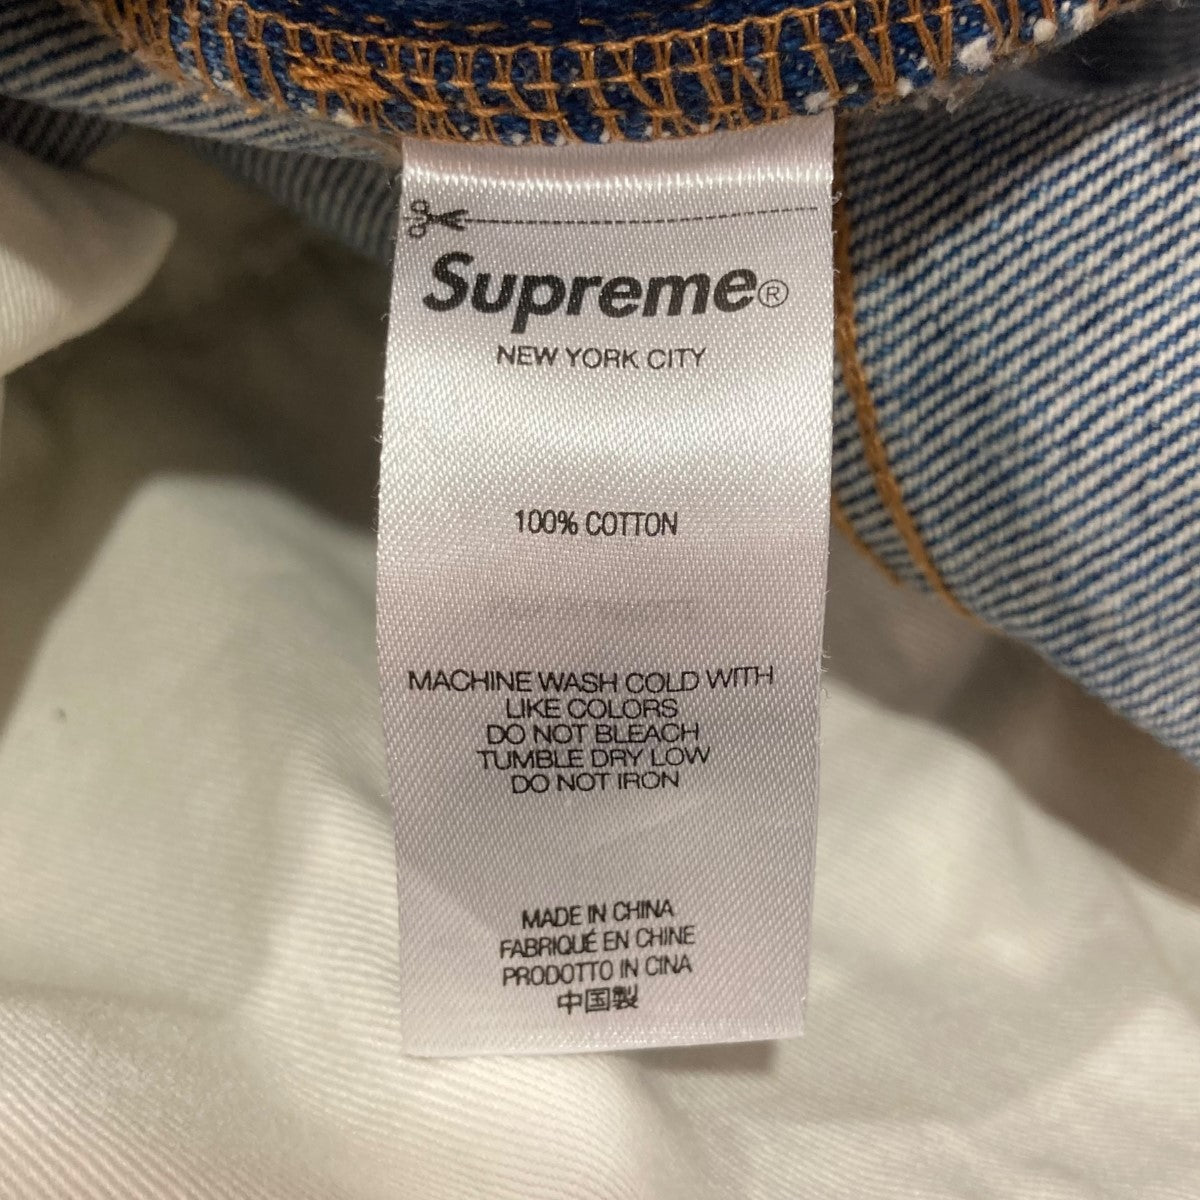 Supreme®
NEW YORK CITY
100% COTTON
MACHINE WASH COLD WITH
LIKE COLORS
DO NOT BLEACH
TUMBLE DRY LOW
DO NOT IRON
MADE IN CHINA
FABRIQUÉ EN CHINE
PRODOTTO IN CINA
中国製